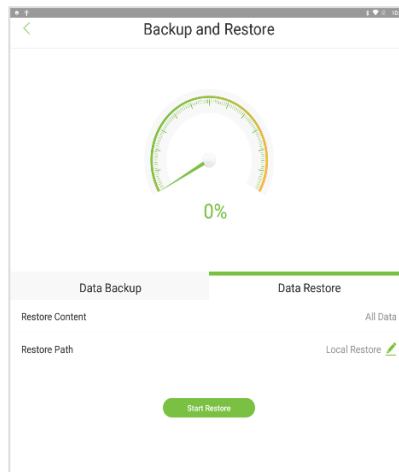 Backup and Restore
0%
Data Backup
Data Restore
Restore Content
All Data
Restore Path
Local Restore
Start Restore